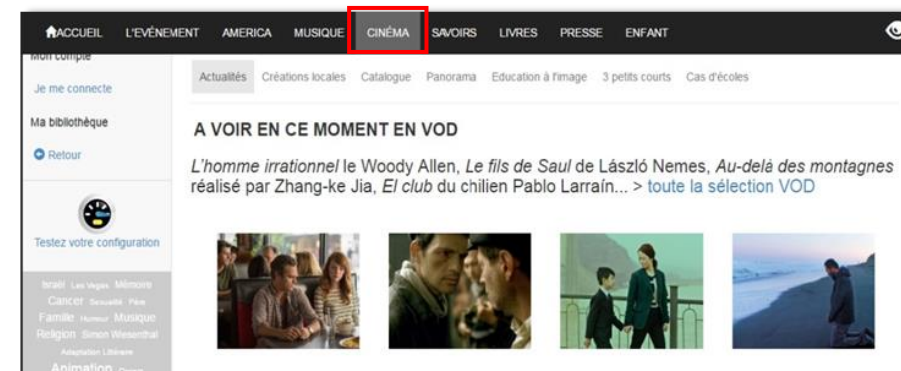 ACCUEIL L'EVÉNEMENT AMERICA MUSIQUE CINÉMA SAVOIRS LIVRES PRESSE ENFANT
Mon compte
Je me connecte
Ma bibliothèque
Retour
Testez votre configuration
Israël Las Vegas Mémoire
Cancer Sexualité Père
Famille Humour Musique
Religion Simon Wiesenthal
Adaptation Littéraire
Animation
Actualités Créations locales Catalogue Panorama Education à l'image 3 petits courts Cas d'écoles
A VOIR EN CE MOMENT EN VOD
L'homme irrationnel le Woody Allen, Le fils de Saul de László Nemes, Au-delà des montagnes
réalisé par Zhang-ke Jia, El club du chilien Pablo Larraín... > toute la sélection VOD